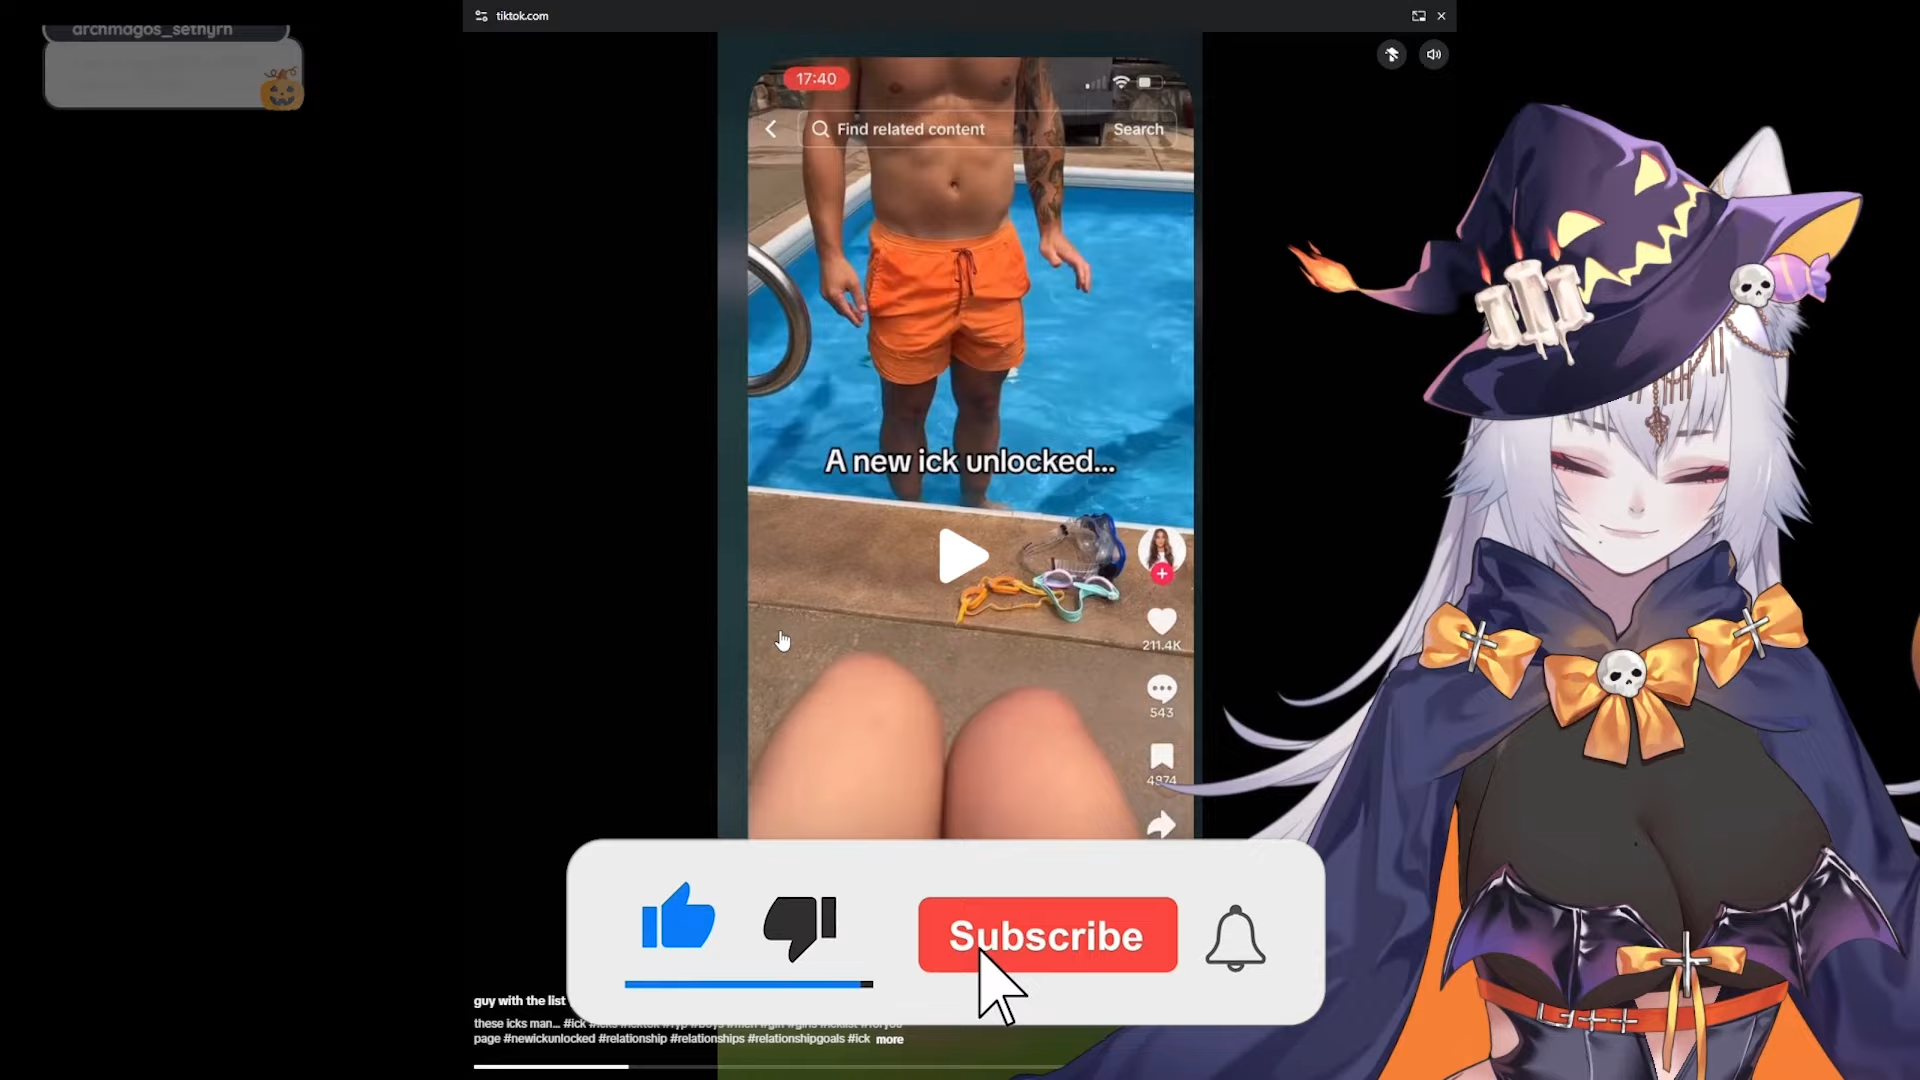 archmagos_sethyrn
tiktok.com
17:40
Find related content
Search
A new ick unlocked...
211.4K
543
4974
Subscribe
guy with the list
these icks man... #ick
page #newickunlocked #relationship #relationships #relationshipgoals #ick more